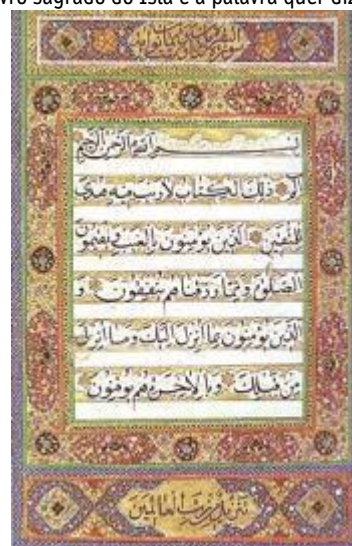 vro sagrado do Islã e a palavra quer diz
بسم الله الرحمن الرحيم
الم ذلك الكتاب لا ريب فيه هدى
للمتقين الذين يؤمنون بالغيب ويقيمون
الصلوة ومما رزقناهم ينفقون و
الذين يؤمنون بما انزل اليك وما انزل
من قبلك وبالاخرة هم يوقنون
تنزيل من رب العالمين